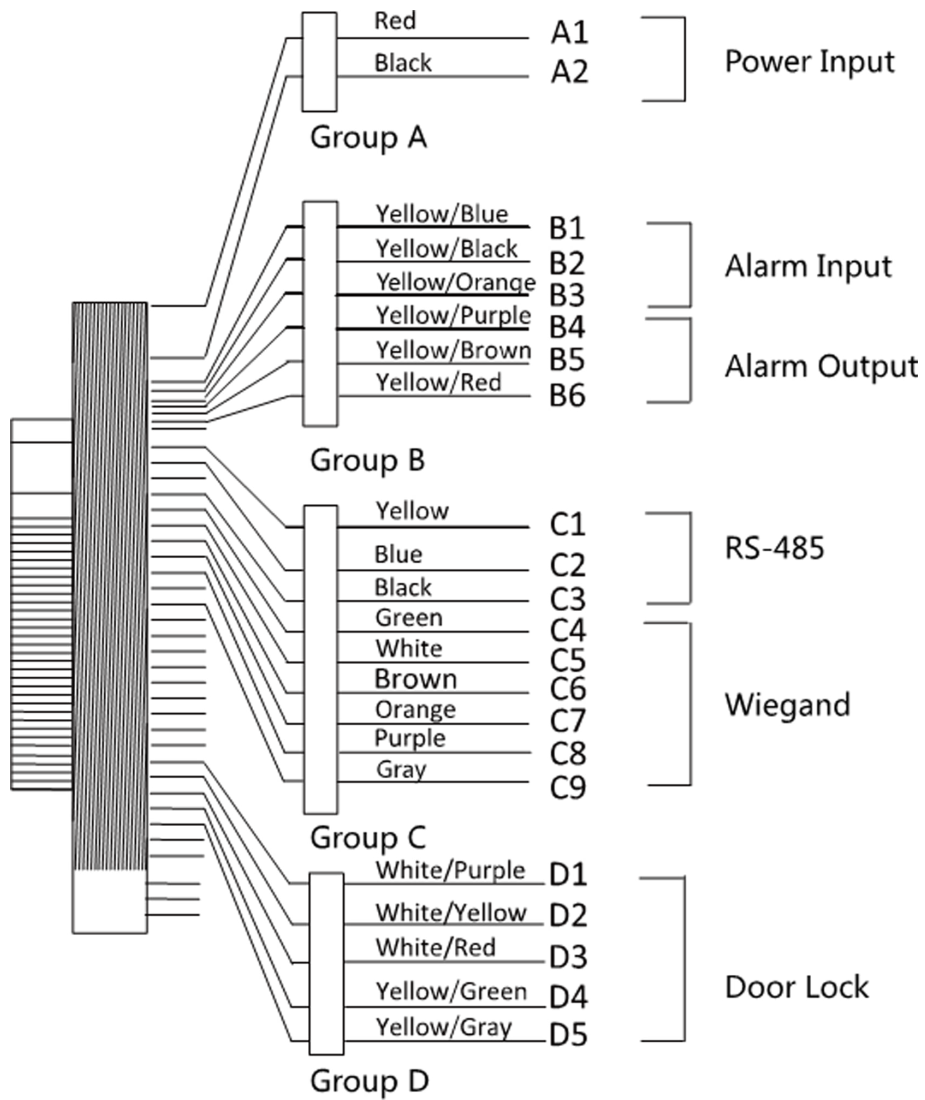 Red A1
Black A2
Power Input
Group A
Yellow/Blue B1
Yellow/Black B2
Yellow/Orange B3
Alarm Input
Yellow/Purple B4
Yellow/Brown B5
Yellow/Red B6
Alarm Output
Group B
Yellow C1
Blue C2
Black C3
RS-485
Green C4
White C5
Brown C6
Orange C7
Purple C8
Gray C9
Wiegand
Group C
White/Purple D1
White/Yellow D2
White/Red D3
Yellow/Green D4
Yellow/Gray D5
Door Lock
Group D